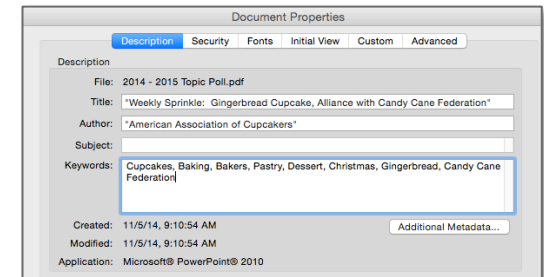 Document Properties
Description Security Fonts Initial View Custom Advanced
Description
File: 2014 - 2015 Topic Poll.pdf
Title: "Weekly Sprinkle: Gingerbread Cupcake, Alliance with Candy Cane Federation"
Author: "American Association of Cupcakers"
Subject:
Keywords: Cupcakes, Baking, Bakers, Pastry, Dessert, Christmas, Gingerbread, Candy Cane
Federation
Created: 11/5/14, 9:10:54 AM Additional Metadata...
Modified: 11/5/14, 9:10:54 AM
Application: Microsoft® PowerPoint® 2010